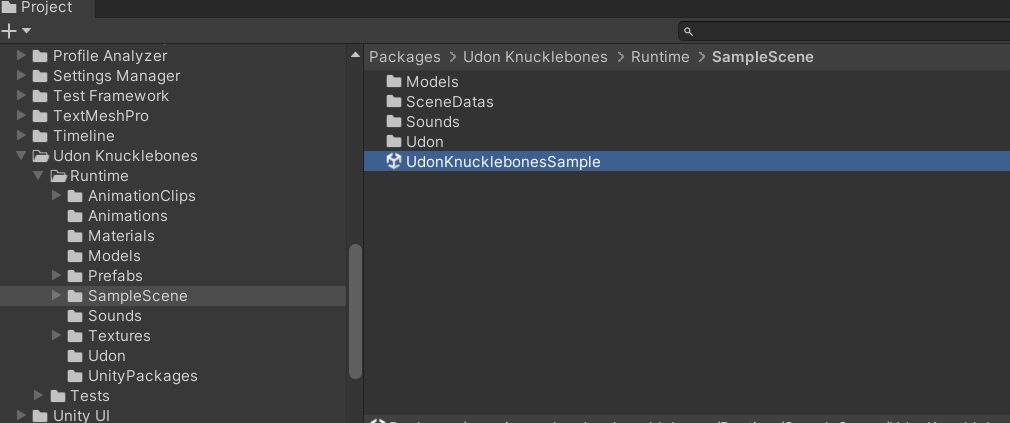 Project
Profile Analyzer
Settings Manager
Test Framework
TextMeshPro
Timeline
Udon Knucklebones
Runtime
AnimationClips
Animations
Materials
Models
Prefabs
SampleScene
Sounds
Textures
Udon
UnityPackages
Tests
Unity UI
Packages > Udon Knucklebones > Runtime > SampleScene
Models
SceneDatas
Sounds
Udon
UdonKnucklebonesSample